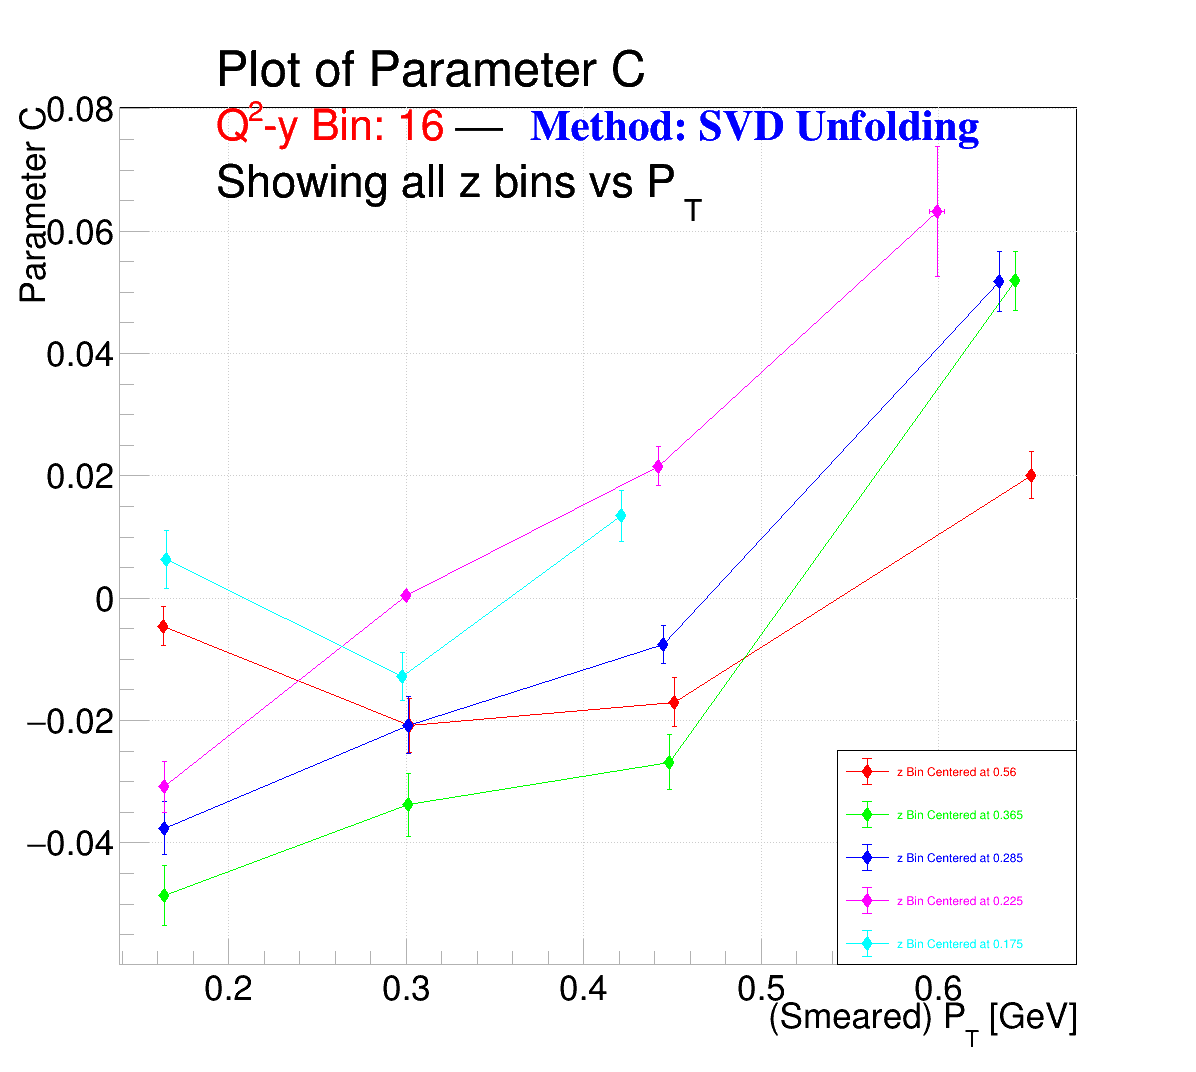 Plot of Parameter C
Q2-y Bin: 16 — Method: SVD Unfolding
Showing all z bins vs PT
Parameter C
0.08
0.06
0.04
0.02
0
−0.02
−0.04
z Bin Centered at 0.56
z Bin Centered at 0.365
z Bin Centered at 0.285
z Bin Centered at 0.225
z Bin Centered at 0.175
0.2 0.3 0.4 0.5 0.6
(Smeared) PT [GeV]